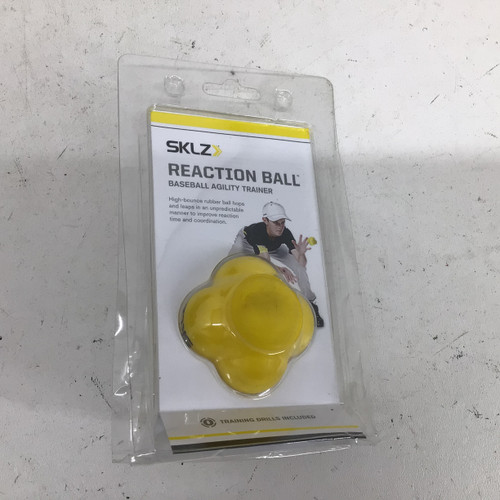 SKLZ
REACTION BALL™
BASEBALL AGILITY TRAINER
High-bounce rubber ball hops
and leaps in an unpredictable
manner to improve reaction
time and coordination.
TRAINING DRILLS INCLUDED